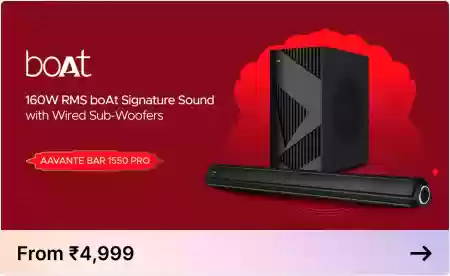 boAt
160W RMS boAt Signature Sound
with Wired Sub-Woofers
AAVANTE BAR 1550 PRO
From ₹4,999